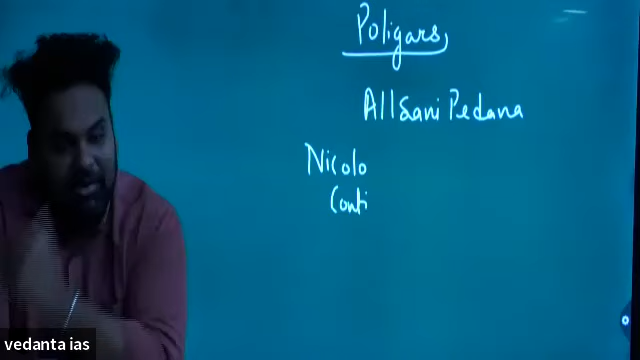 Poligars,
Allsani Pedana
Nicolo
Conti
vedanta ias